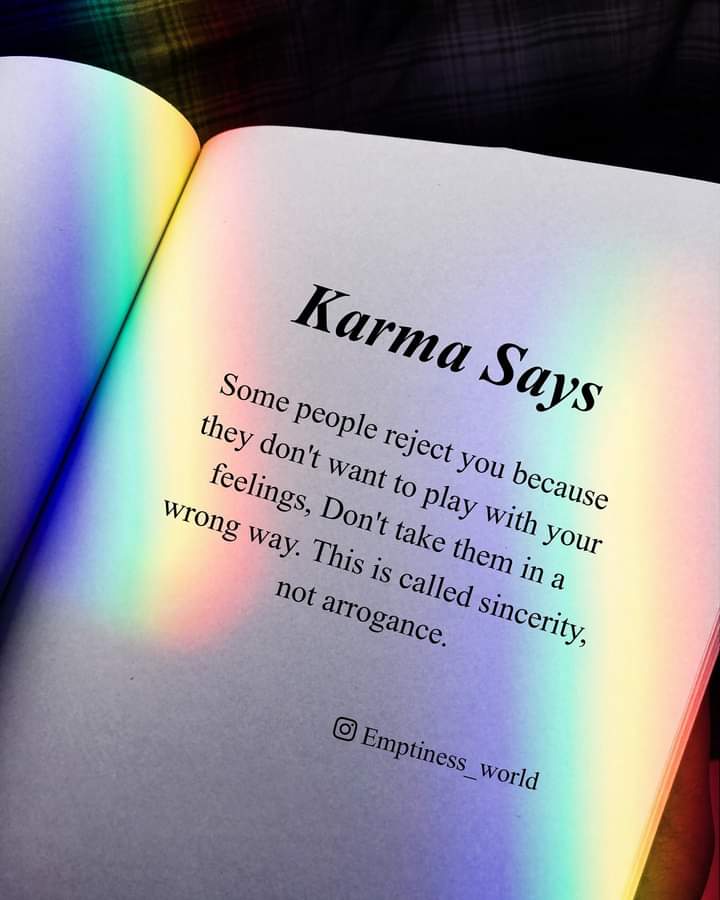 Karma Says
Some people reject you because
they don't want to play with your
feelings, Don't take them in a
wrong way. This is called sincerity,
not arrogance.
Emptiness_world